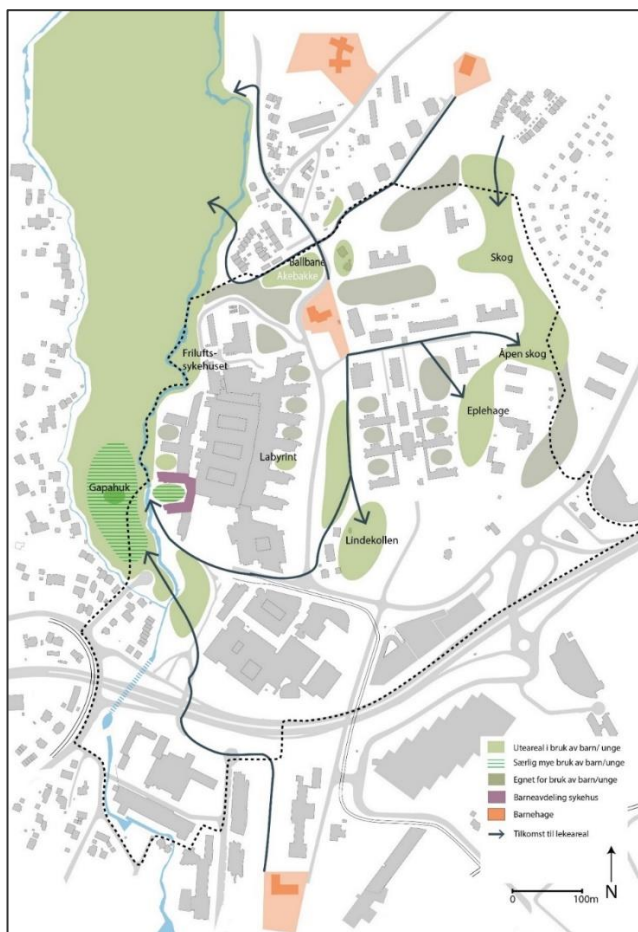 Ballbane
Akebakke
Skog
Frilufts-
sykehuset
Åpen skog
Eplehage
Labyrint
Gapahuk
Lindekollen
Uteareal i bruk av barn/ unge
Særlig mye bruk av barn/unge
Egnet for bruk av barn/unge
Barneavdeling sykehus
Barnehage
Tilkomst til lekeareal
N
0
100m